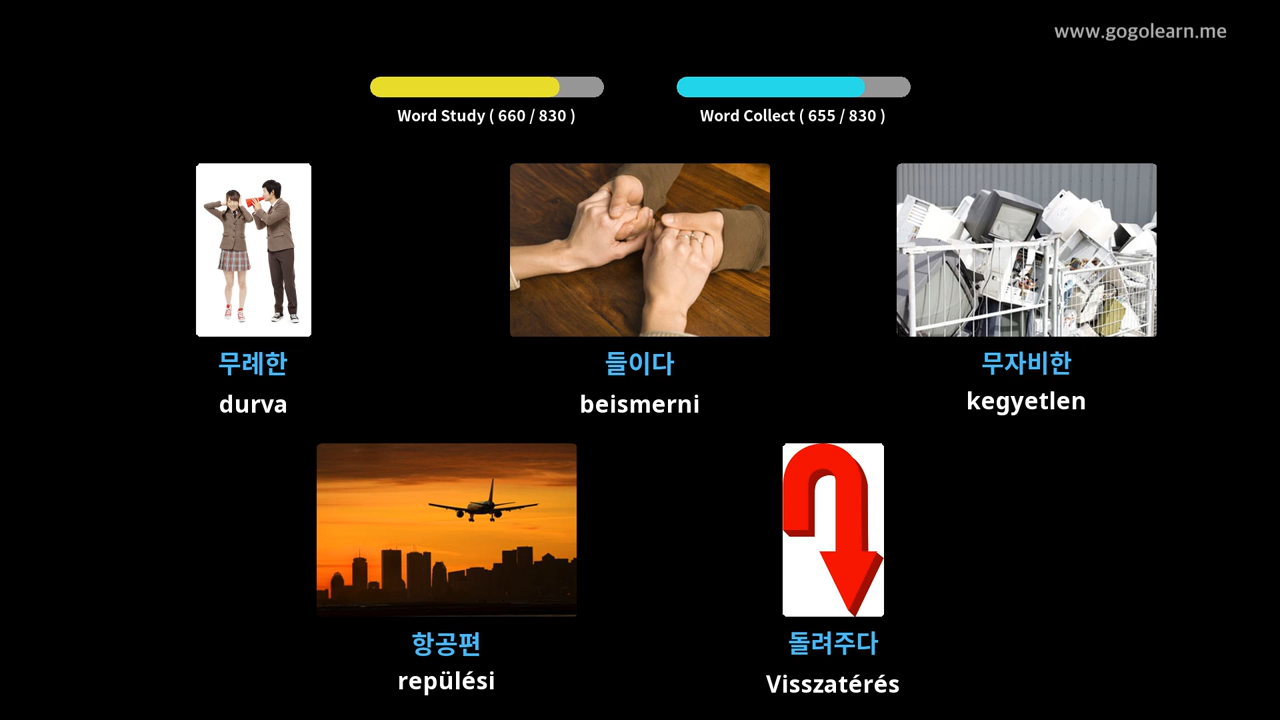 www.gogolearn.me
Word Study ( 660 / 830 )
Word Collect ( 655 / 830 )
무례한
들이다
무자비한
durva
beismerni
kegyetlen
항공편
돌려주다
repülési
Visszatérés